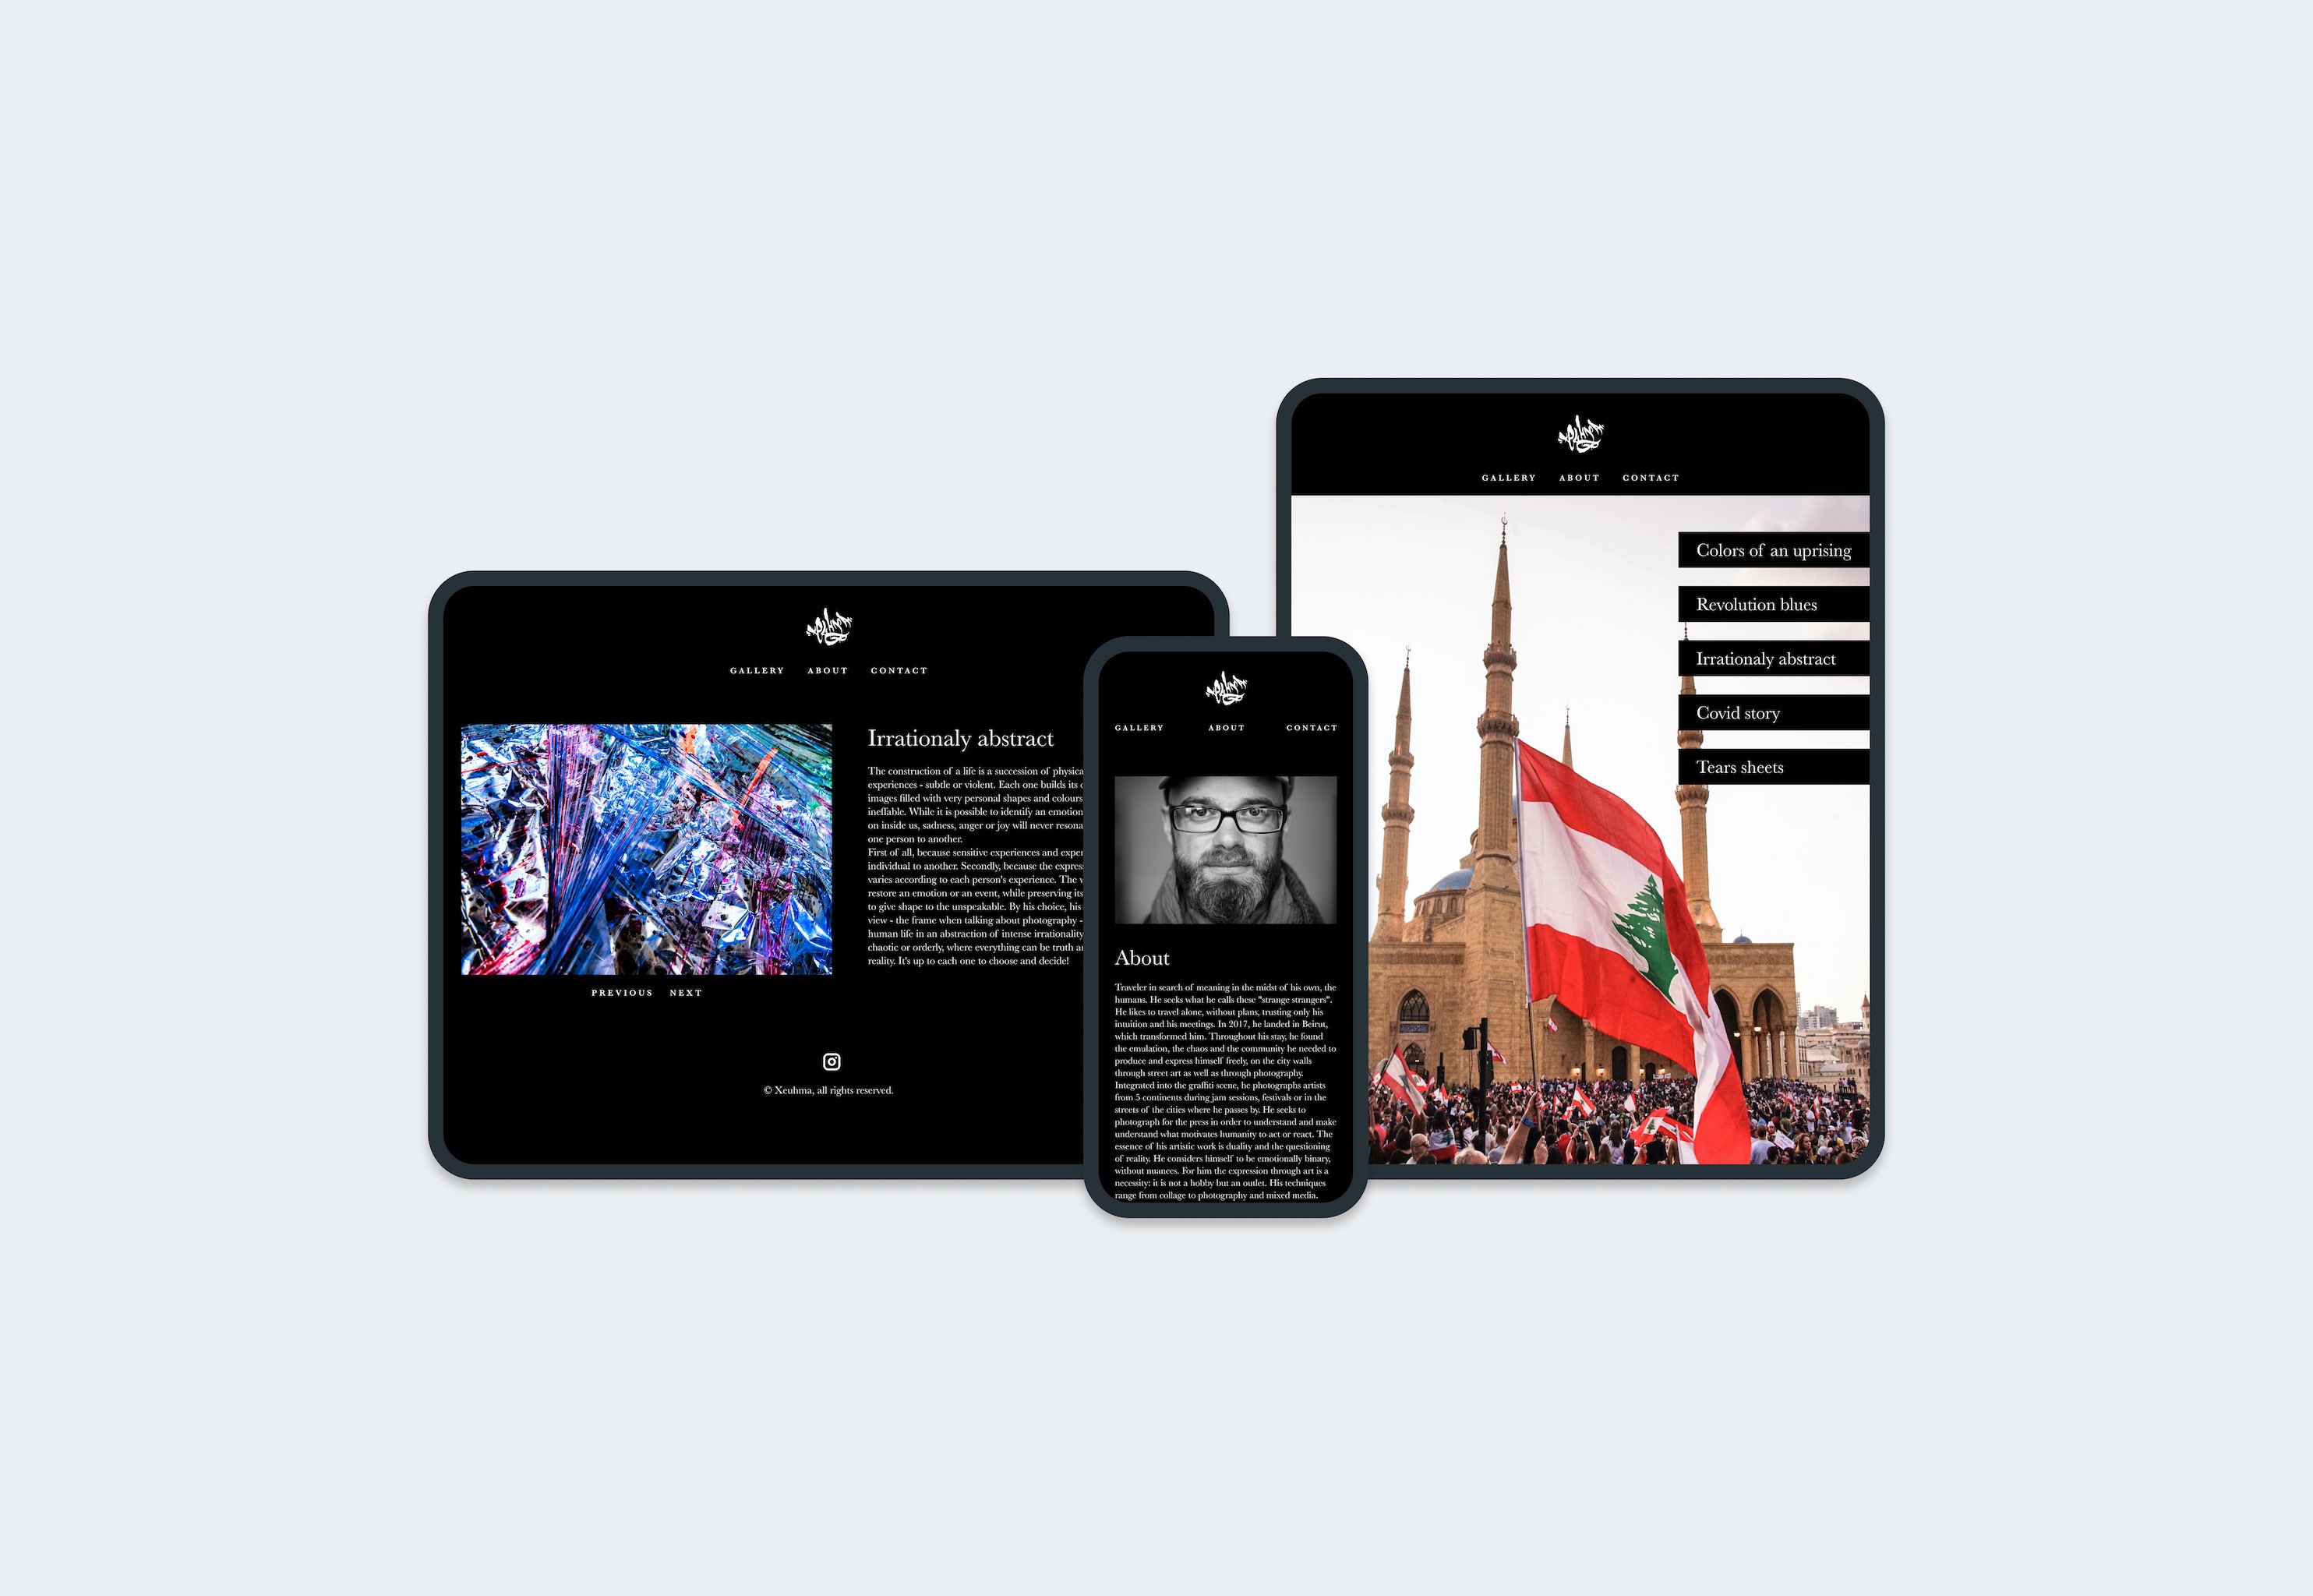 GALLERY ABOUT CONTACT
Irrationaly abstract
The construction of a life is a succession of physica
experiences - subtle or violent. Each one builds its
images filled with very personal shapes and colours
ineffable. While it is possible to identify an emotion
on inside us, sadness, anger or joy will never resona
one person to another.
First of all, because sensitive experiences and exper
individual to another. Secondly, because the express
varies according to each person's experience. The
restore an emotion or an event, while preserving its
to give shape to the unspeakable. By his choice, his
view - the frame when talking about photography -
human life in an abstraction of intense irrationality
chaotic or orderly, where everything can be truth
reality. It's up to each one to choose and decide!
PREVIOUS NEXT
© Xeuhma, all rights reserved.
GALLERY ABOUT CONTACT
About
Traveler in search of meaning in the midst of his own, the
humans. He seeks what he calls these "strange strangers".
He likes to travel alone, without plans, trusting only his
intuition and his meetings. In 2017, he landed in Beirut,
which transformed him. Throughout his stay, he found
the emulation, the chaos and the community he needed to
produce and express himself freely, on the city walls
through street art as well as through photography.
Integrated into the graffiti scene, he photographs artists
from 5 continents during jam sessions, festivals or in the
streets of the cities where he passes by. He seeks to
photograph for the press in order to understand and make
understand what motivates humanity to act or react. The
essence of his artistic work is duality and the questioning
of reality. He considers himself to be emotionally binary,
without nuances. For him the expression through art is a
necessity: it is not a hobby but an outlet. His techniques
range from collage to photography and mixed media.
GALLERY ABOUT CONTACT
Colors of an uprising
Revolution blues
Irrationaly abstract
Covid story
Tears sheets